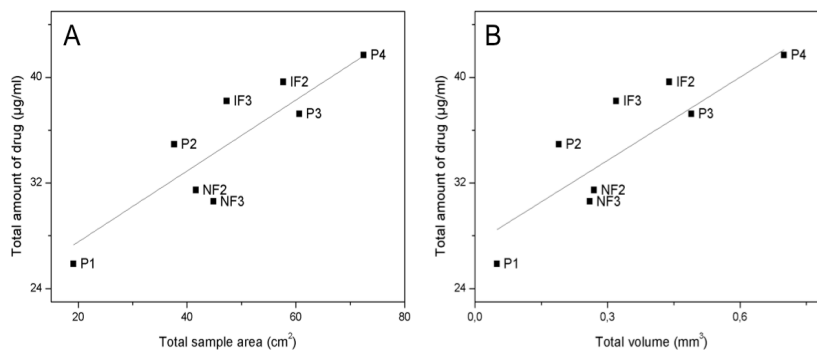 A
Total amount of drug (µg/ml)
40
32
24
P4
IF2
IF3
P3
P2
NF2
NF3
P1
20
40
60
80
Total sample area (cm²)
B
Total amount of drug (µg/ml)
40
32
24
P4
IF2
IF3
P3
P2
NF2
NF3
P1
0,0
0,3
0,6
Total volume (mm³)